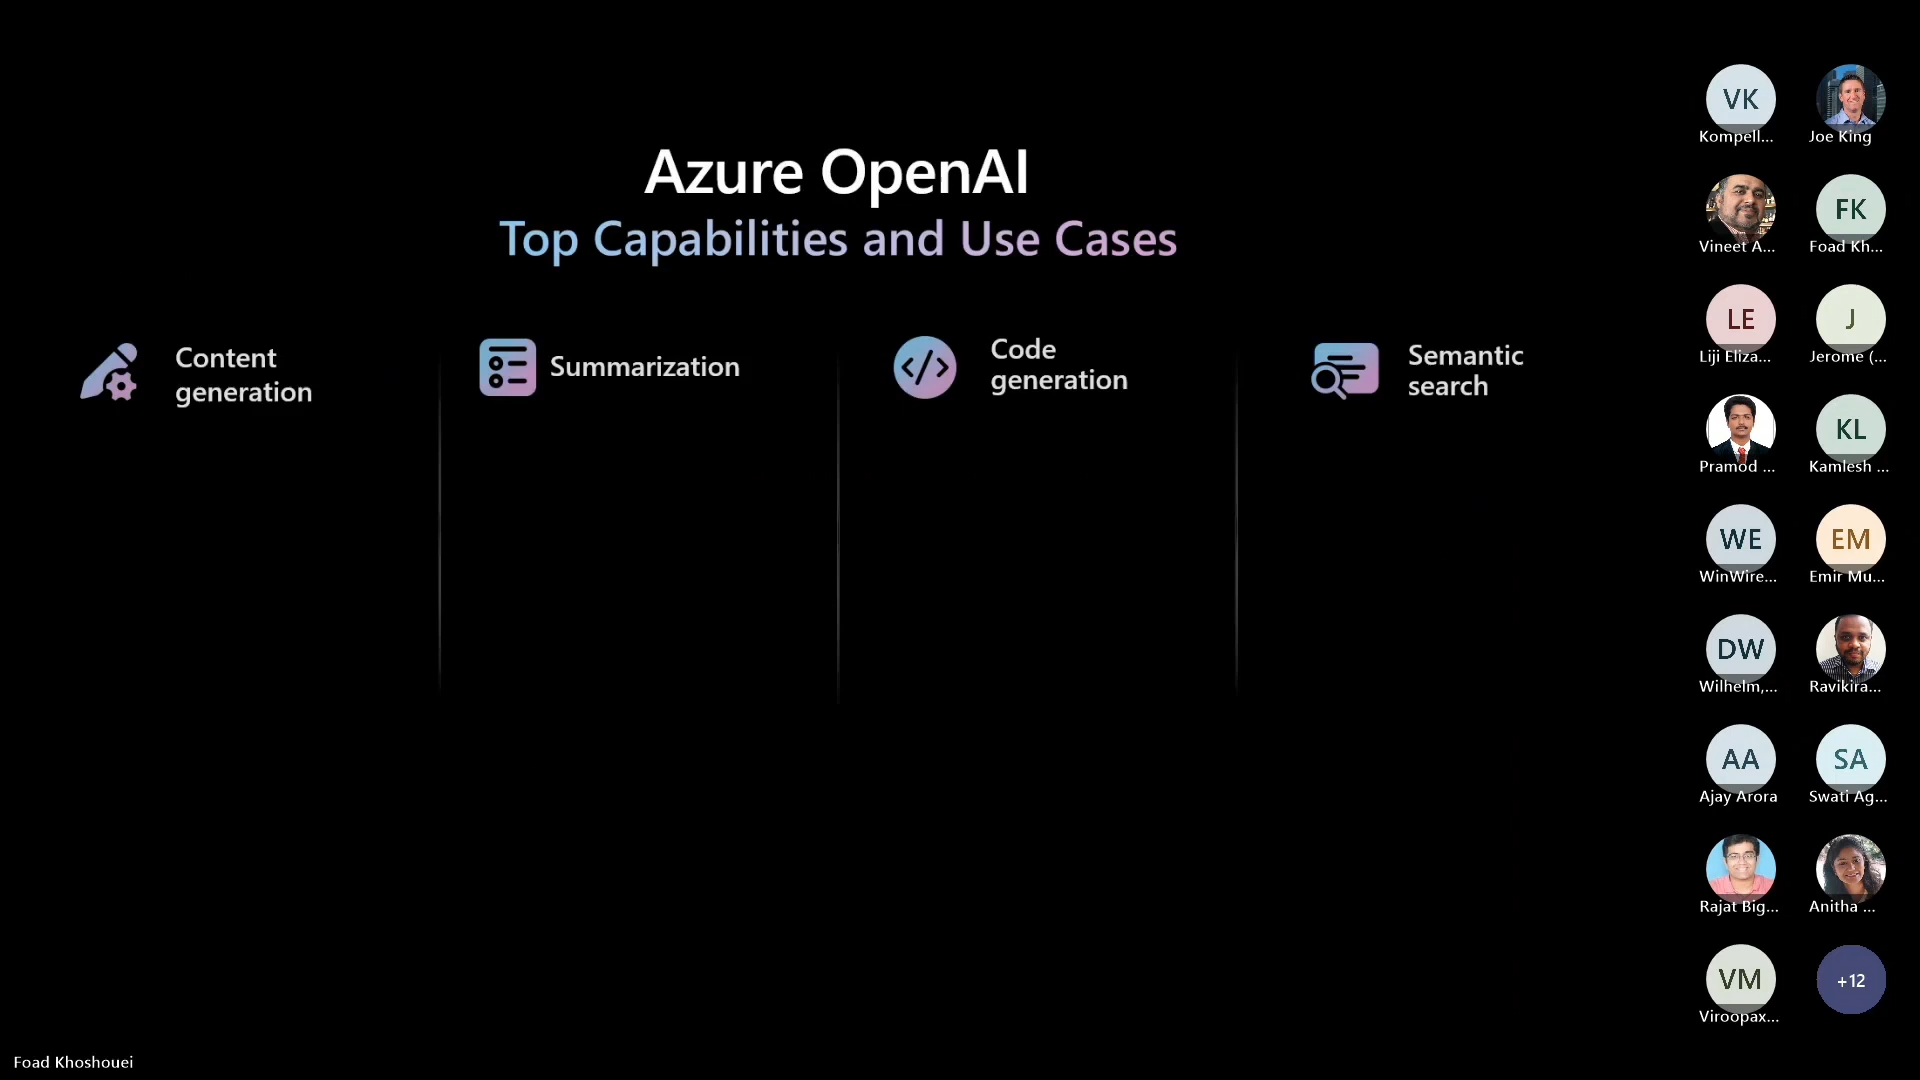 Azure OpenAI
Top Capabilities and Use Cases
Content
generation
Summarization
Code
generation
Semantic
search
VK
Kompell...
Joe King
Vineet A...
FK
Foad Kh...
LE
Liji Eliza...
J
Jerome (...
Pramod ...
KL
Kamlesh ...
WE
WinWire...
EM
Emir Mu...
DW
Wilhelm,...
Ravikira...
AA
Ajay Arora
SA
Swati Ag...
Rajat Big...
Anitha ...
VM
Viroopax...
+12
Foad Khoshouei